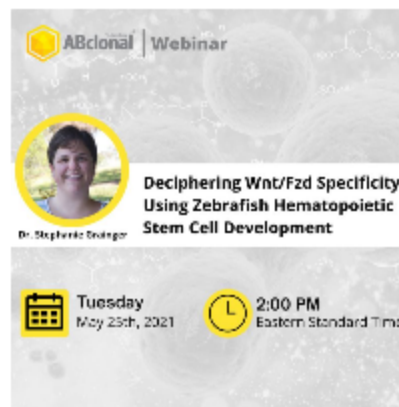 ABclonal Webinar
Deciphering Wnt/Fzd Specificity
Using Zebrafish Hematopoietic
Stem Cell Development
Dr. Stephanie Grainger
Tuesday
May 25th, 2021
2:00 PM
Eastern Standard Time